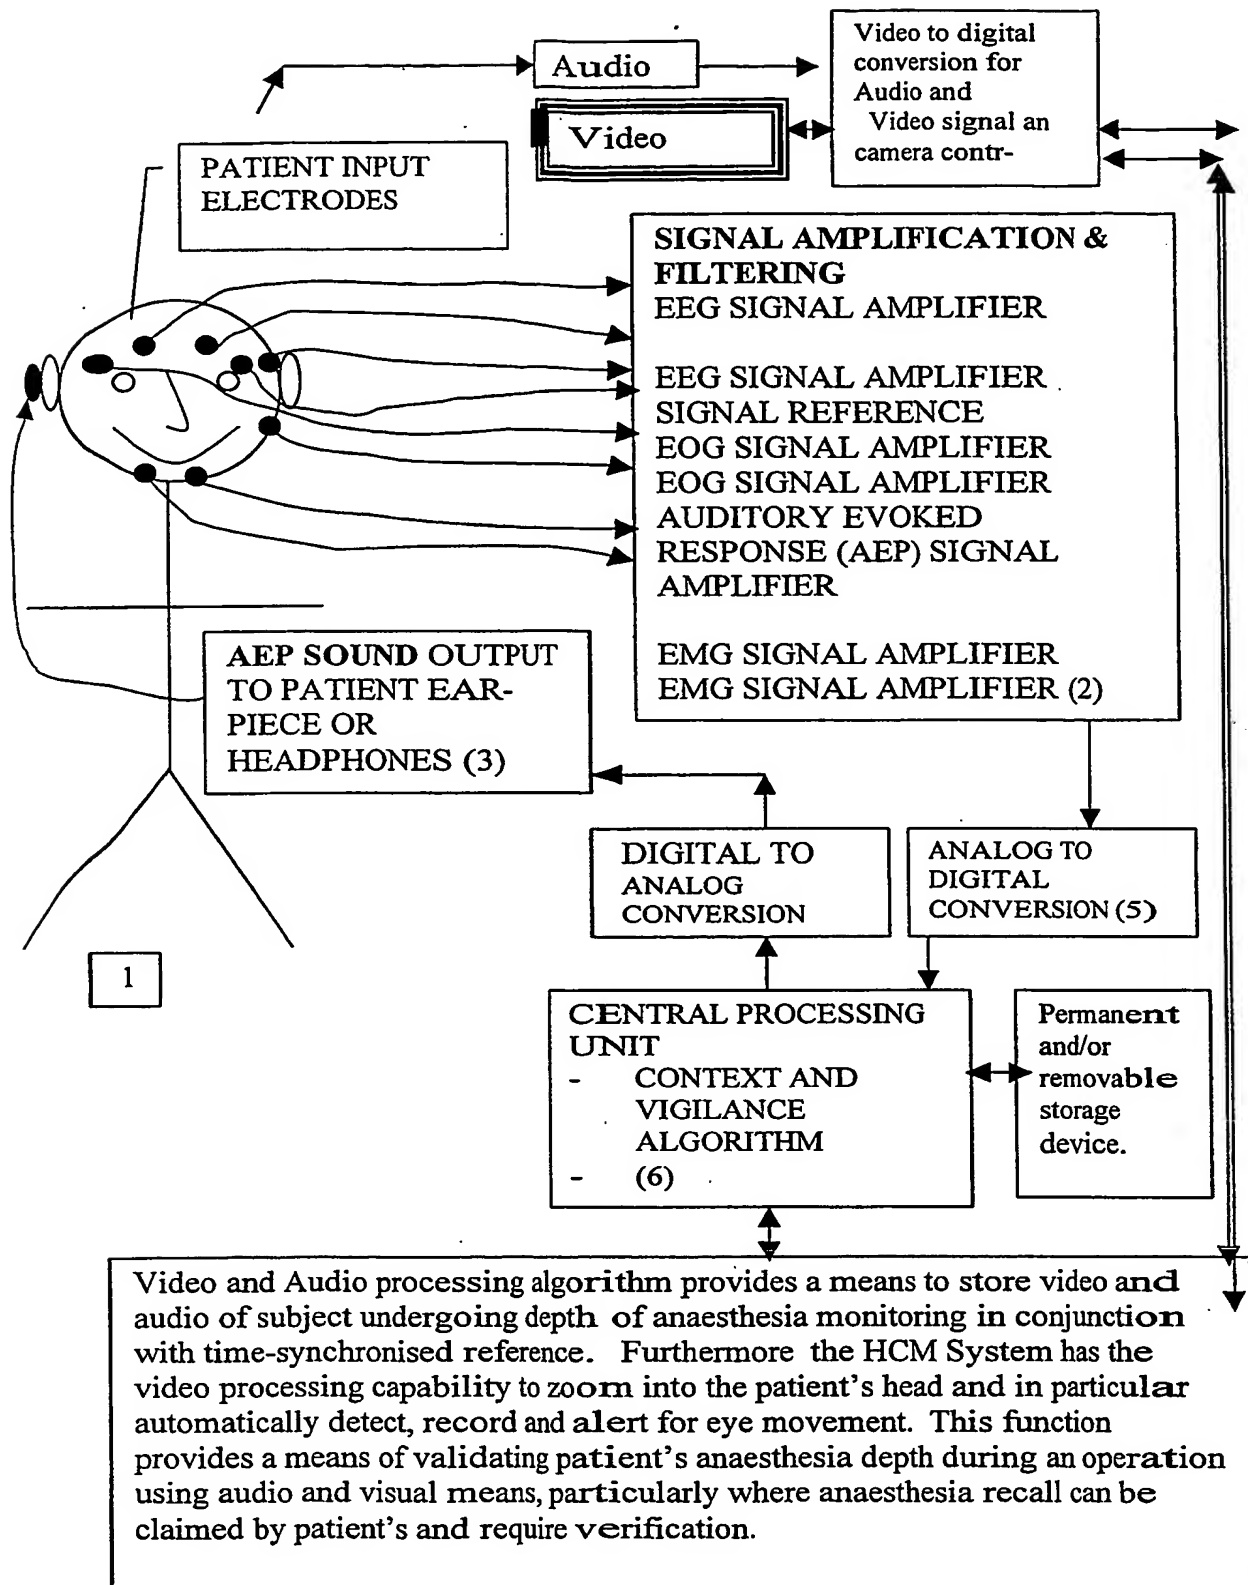 Audio
Video
Video to digital
conversion for
Audio and
Video signal an
camera contr-
PATIENT INPUT
ELECTRODES
SIGNAL AMPLIFICATION &
FILTERING
EEG SIGNAL AMPLIFIER
EEG SIGNAL AMPLIFIER
SIGNAL REFERENCE
EOG SIGNAL AMPLIFIER
EOG SIGNAL AMPLIFIER
AUDITORY EVOKED
RESPONSE (AEP) SIGNAL
AMPLIFIER
EMG SIGNAL AMPLIFIER
EMG SIGNAL AMPLIFIER (2)
AEP SOUND OUTPUT
TO PATIENT EAR-
PIECE OR
HEADPHONES (3)
DIGITAL TO
ANALOG
CONVERSION
ANALOG TO
DIGITAL
CONVERSION (5)
1
CENTRAL PROCESSING
UNIT
- CONTEXT AND
VIGILANCE
ALGORITHM
- (6)
Permanent
and/or
removable
storage
device.
Video and Audio processing algorithm provides a means to store video and
audio of subject undergoing depth of anaesthesia monitoring in conjunction
with time-synchronised reference. Furthermore the HCM System has the
video processing capability to zoom into the patient's head and in particular
automatically detect, record and alert for eye movement. This function
provides a means of validating patient's anaesthesia depth during an operation
using audio and visual means, particularly where anaesthesia recall can be
claimed by patient's and require verification.